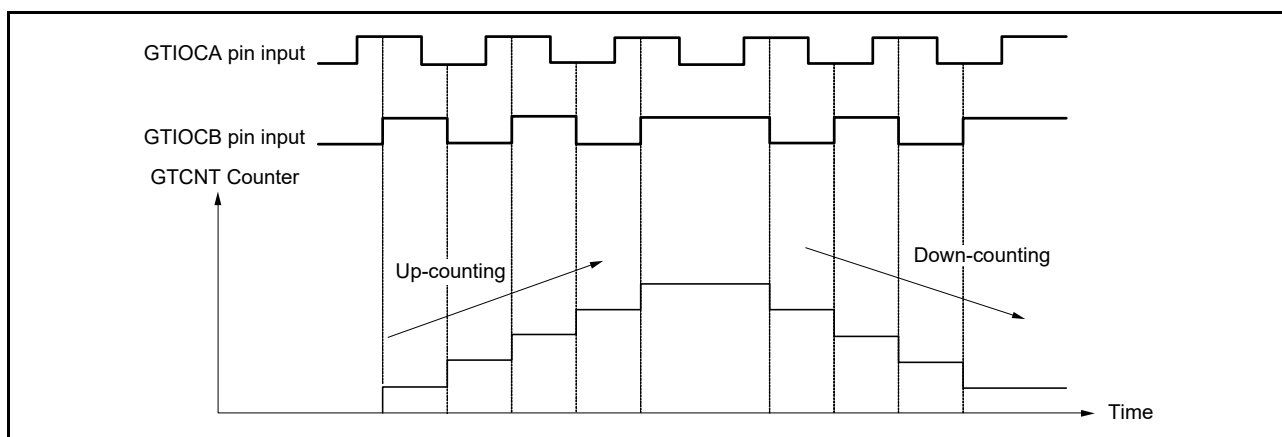 GTIOCA pin input
GTIOCB pin input
GTCNT Counter
Up-counting
Down-counting
Time